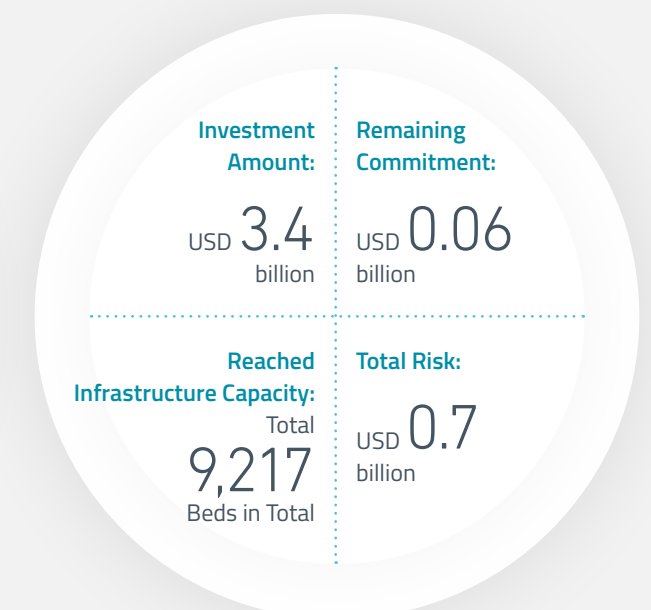 Investment
Amount:
USD 3.4
billion
Remaining
Commitment:
USD 0.06
billion
Reached
Infrastructure Capacity:
Total
9,217
Beds in Total
Total Risk:
USD 0.7
billion